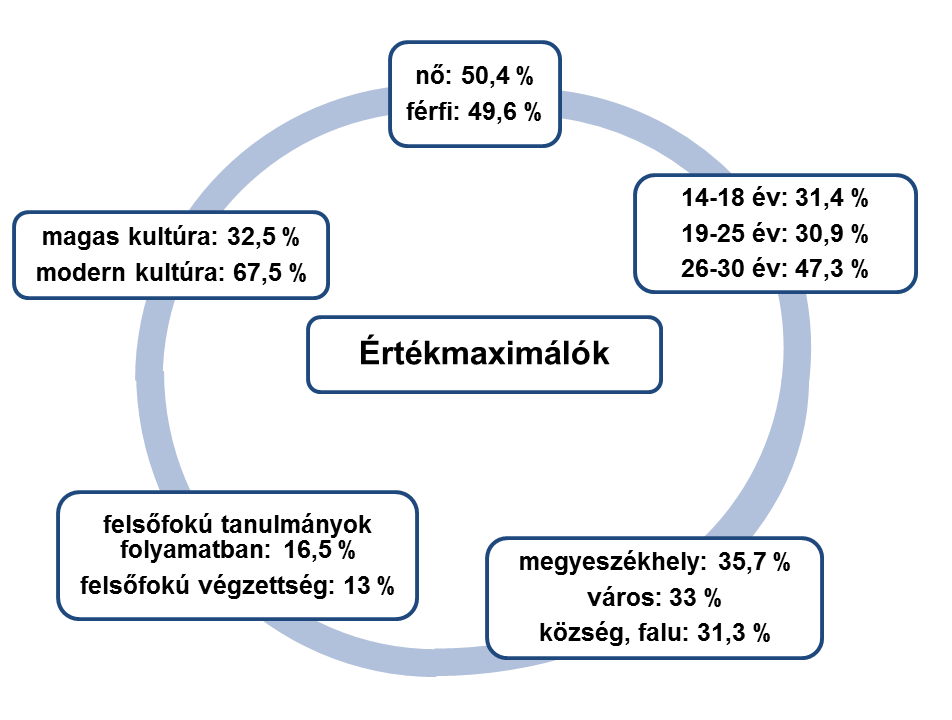 nő: 50,4 %
férfi: 49,6 %
14-18 év: 31,4 %
19-25 év: 30,9 %
26-30 év: 47,3 %
magas kultúra: 32,5 %
modern kultúra: 67,5 %
Értékmaximálók
felsőfokú tanulmányok
folyamatban: 16,5 %
felsőfokú végzettség: 13 %
megyeszékhely: 35,7 %
város: 33 %
község, falu: 31,3 %